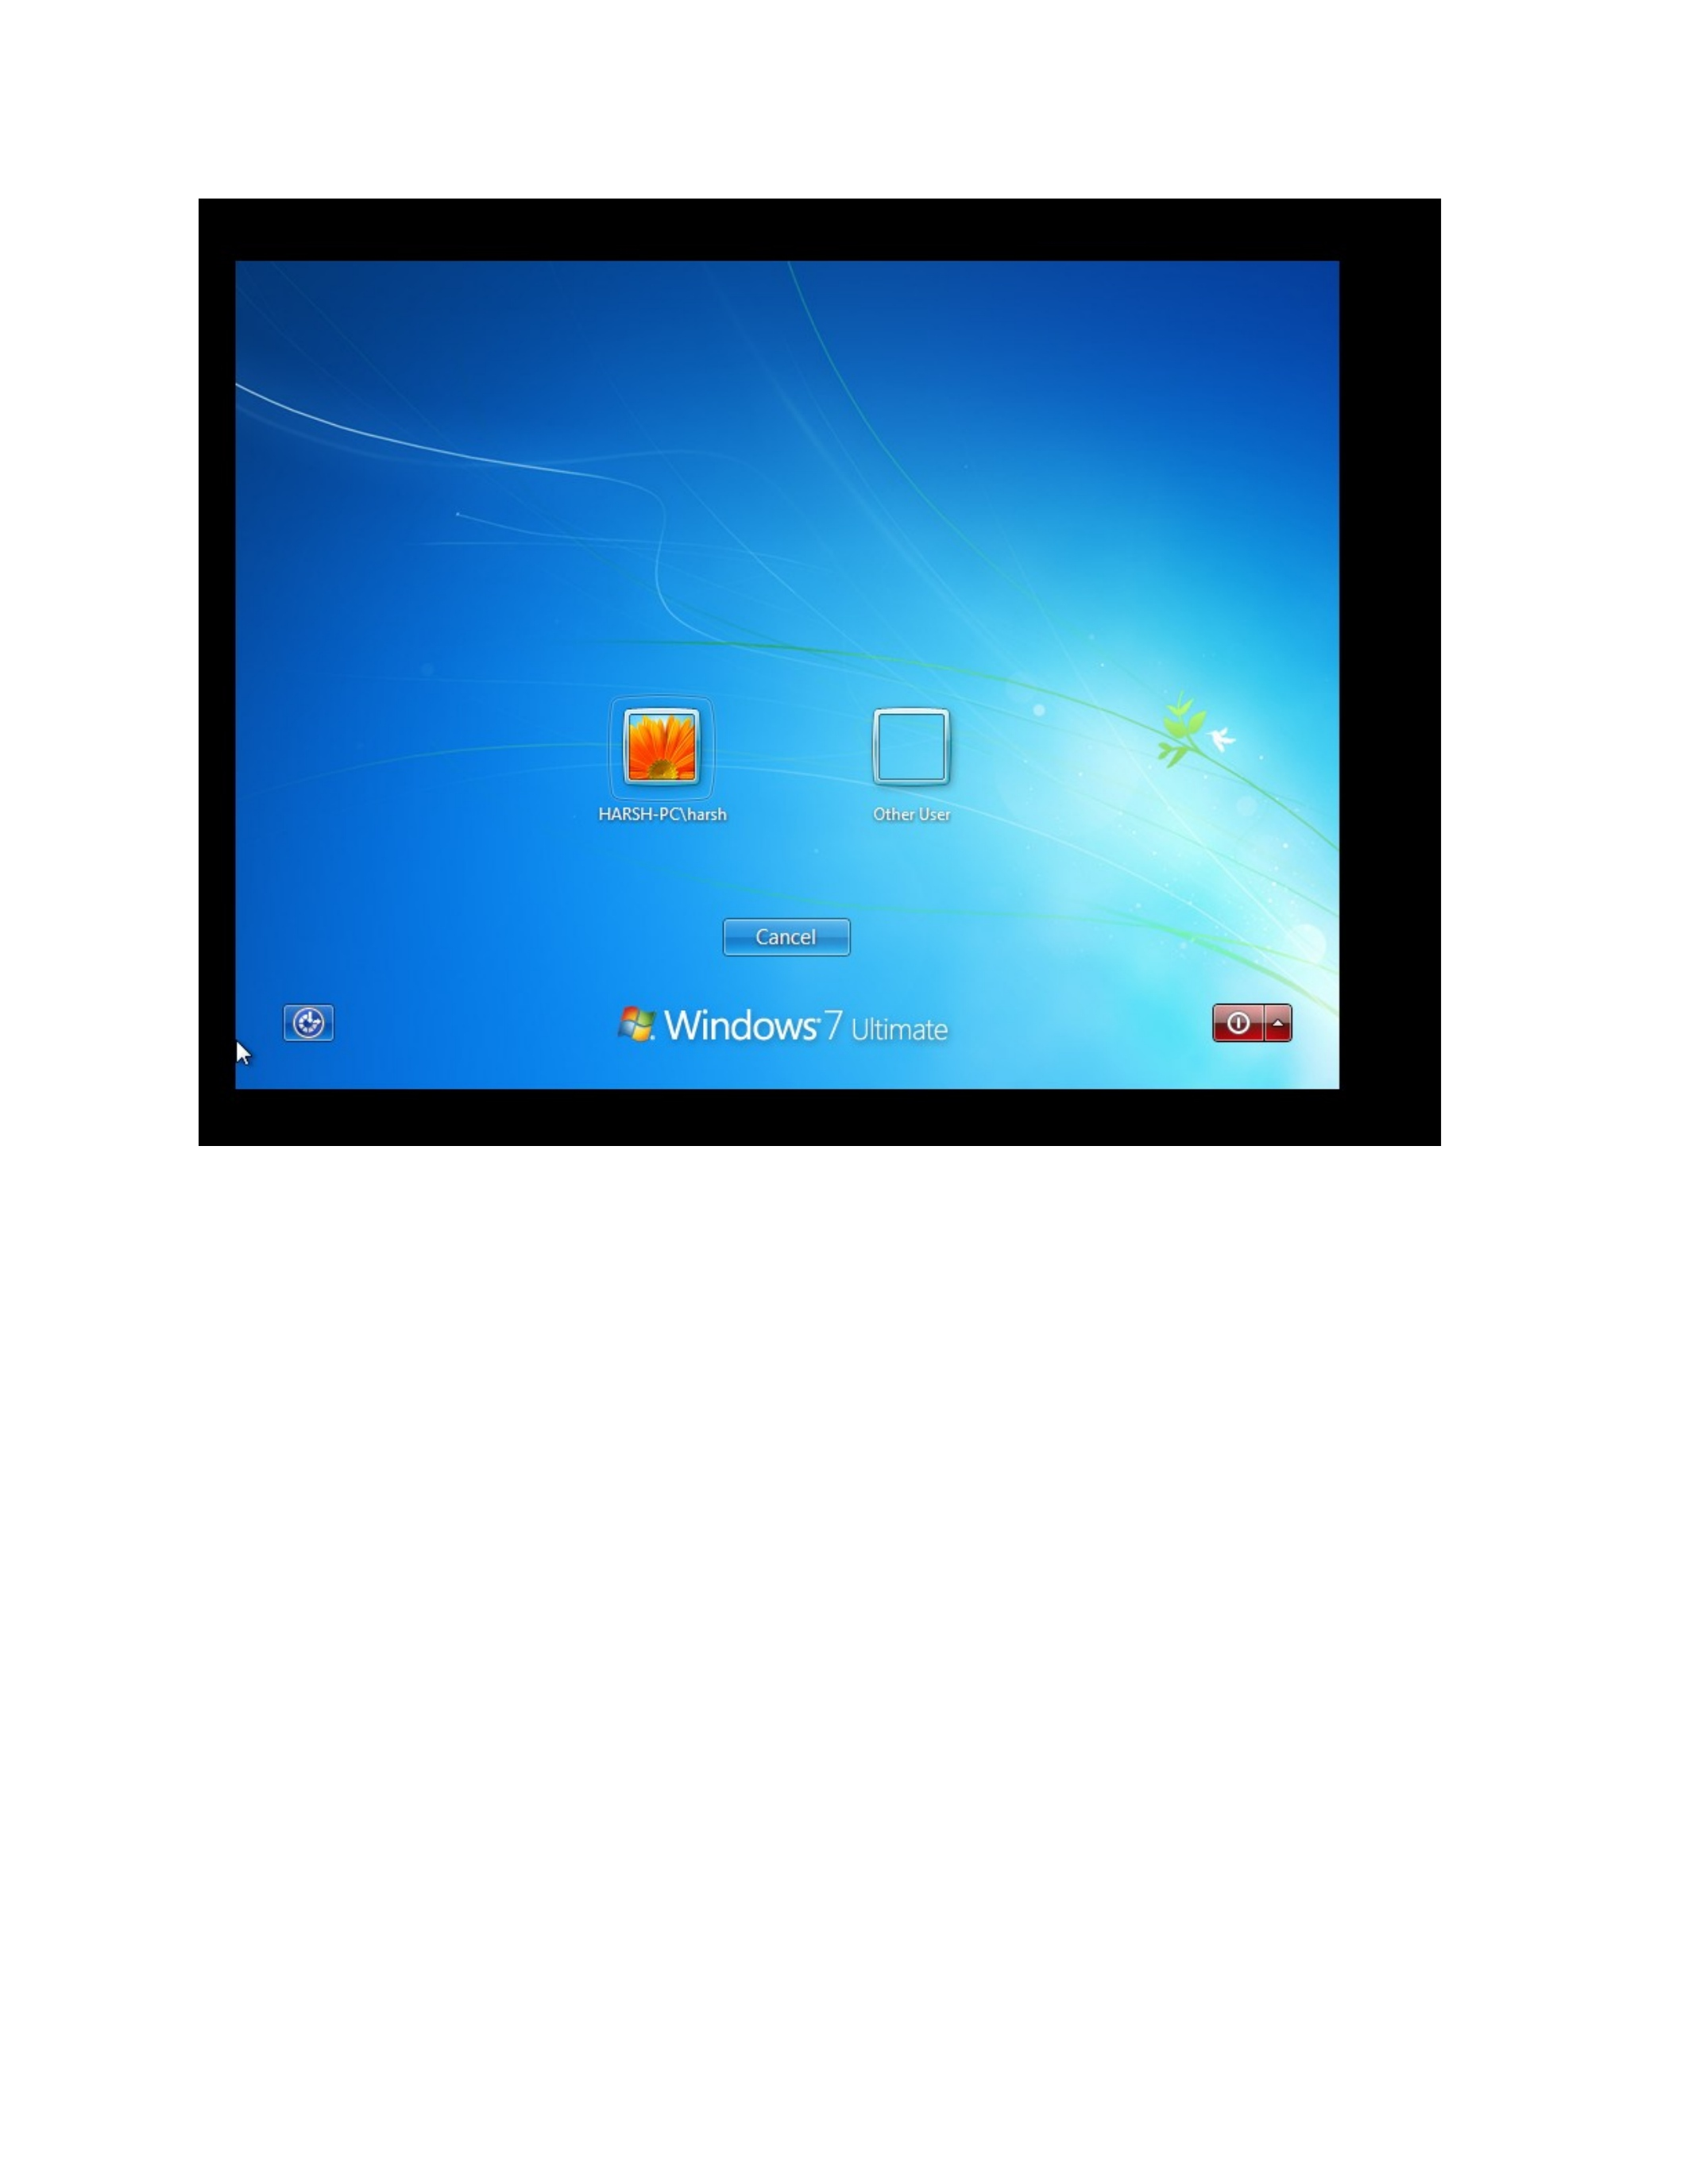 HARSH-PC\harsh
Other User
Cancel
Windows 7 Ultimate